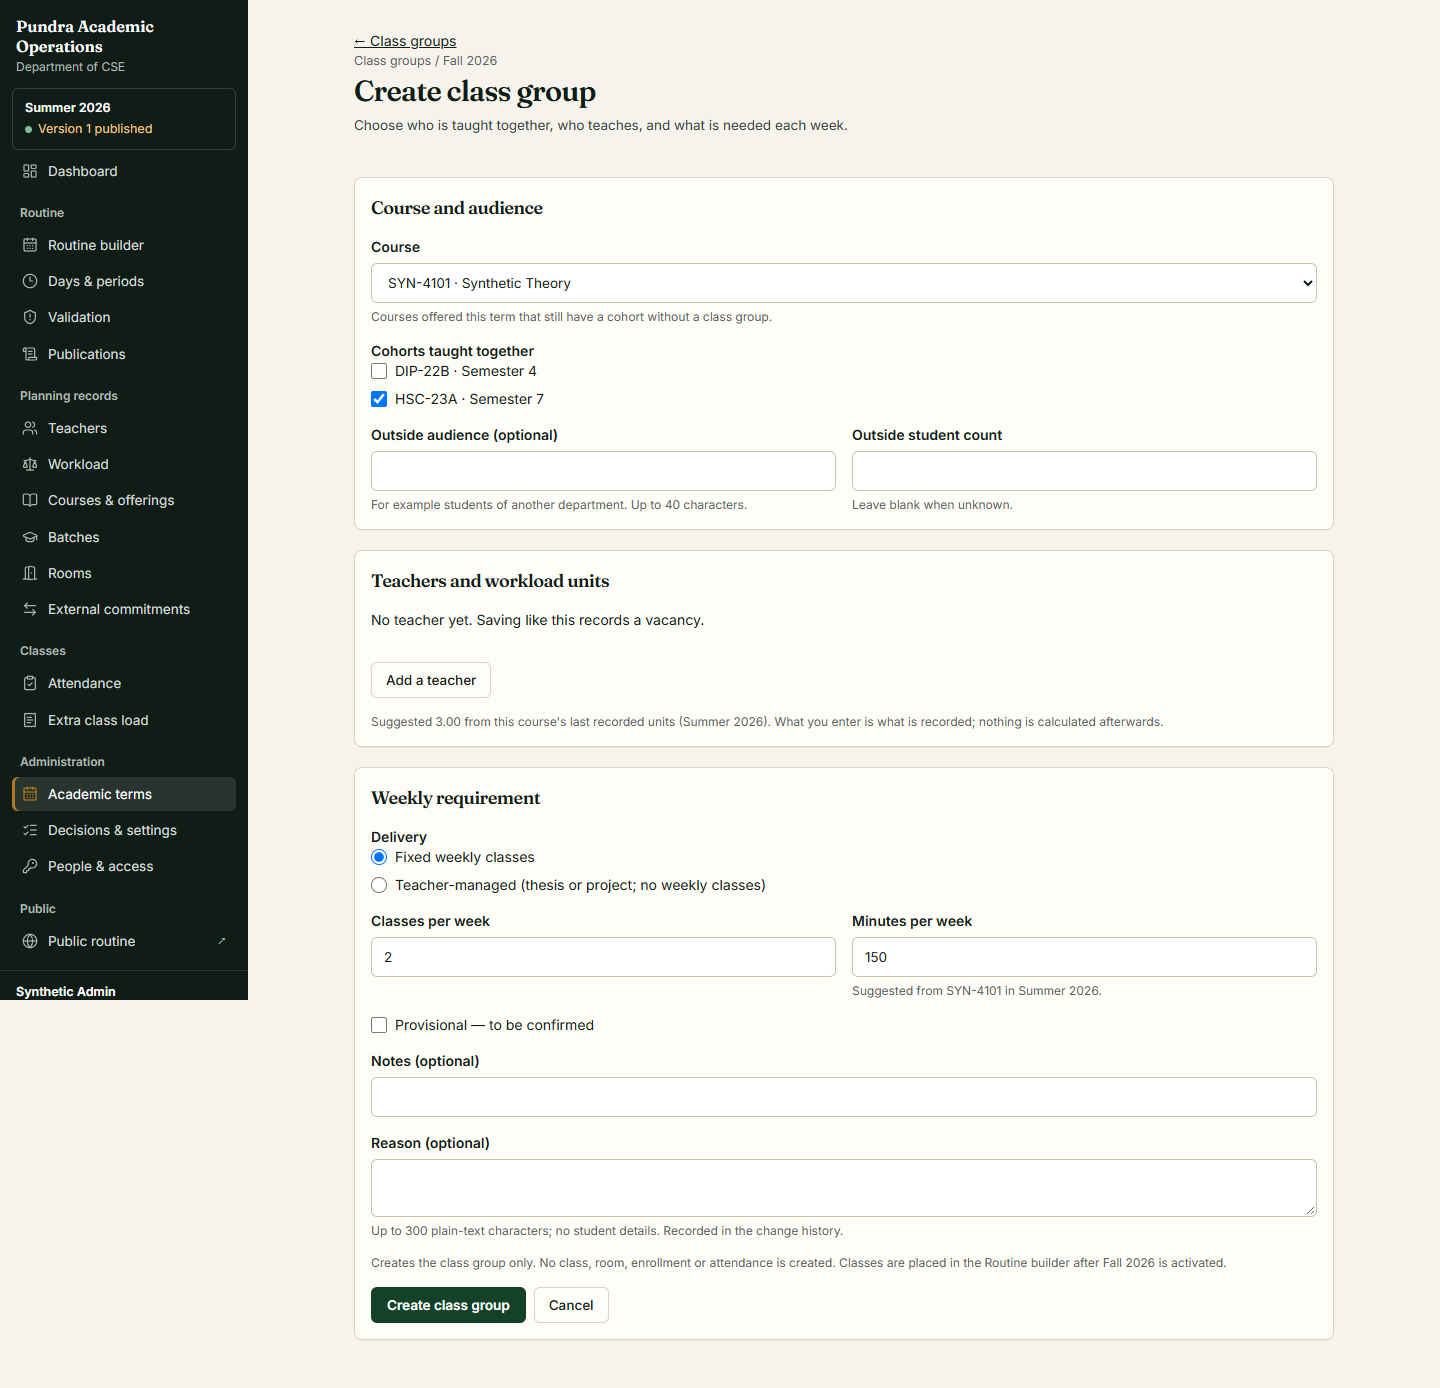 Pundra Academic
Operations
Department of CSE
Summer 2026
Version 1 published
Dashboard
Routine
Routine builder
Days & periods
Validation
Publications
Planning records
Teachers
Workload
Courses & offerings
Batches
Rooms
External commitments
Classes
Attendance
Extra class load
Administration
Academic terms
Decisions & settings
People & access
Public
Public routine ↗
Synthetic Admin
← Class groups
Class groups / Fall 2026
Create class group
Choose who is taught together, who teaches, and what is needed each week.
Course and audience
Course
SYN-4101 · Synthetic Theory
Courses offered this term that still have a cohort without a class group.
Cohorts taught together
DIP-22B · Semester 4
HSC-23A · Semester 7
Outside audience (optional)
For example students of another department. Up to 40 characters.
Outside student count
Leave blank when unknown.
Teachers and workload units
No teacher yet. Saving like this records a vacancy.
Add a teacher
Suggested 3.00 from this course's last recorded units (Summer 2026). What you enter is what is recorded; nothing is calculated afterwards.
Weekly requirement
Delivery
Fixed weekly classes
Teacher-managed (thesis or project; no weekly classes)
Classes per week
2
Minutes per week
150
Suggested from SYN-4101 in Summer 2026.
Provisional — to be confirmed
Notes (optional)
Reason (optional)
Up to 300 plain-text characters; no student details. Recorded in the change history.
Creates the class group only. No class, room, enrollment or attendance is created. Classes are placed in the Routine builder after Fall 2026 is activated.
Create class group
Cancel